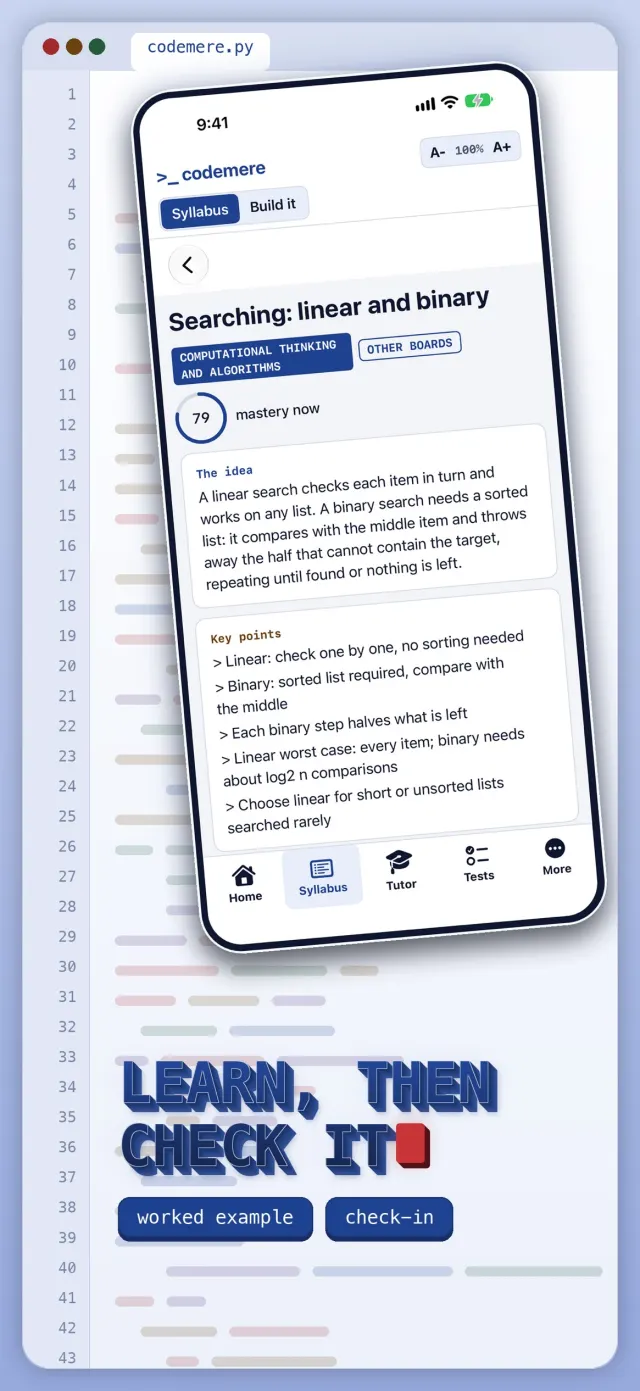 codemere.py
1
2
3
4
5
6
7
8
9
10
11
12
13
14
15
16
17
18
19
20
21
22
23
24
25
26
27
28
29
30
31
32
33
34
35
36
37
38
39
40
41
42
43
9:41
>_codemere
A- 100% A+
Syllabus Build it
Searching: linear and binary
COMPUTATIONAL THINKING
AND ALGORITHMS
OTHER BOARDS
79 mastery now
The idea
A linear search checks each item in turn and
works on any list. A binary search needs a sorted
list: it compares with the middle item and throws
away the half that cannot contain the target,
repeating until found or nothing is left.
Key points
> Linear: check one by one, no sorting needed
> Binary: sorted list required, compare with
the middle
> Each binary step halves what is left
> Linear worst case: every item; binary needs
about log2 n comparisons
> Choose linear for short or unsorted lists
searched rarely
Home Syllabus Tutor Tests More
LEARN, THEN
CHECK IT
worked example check-in